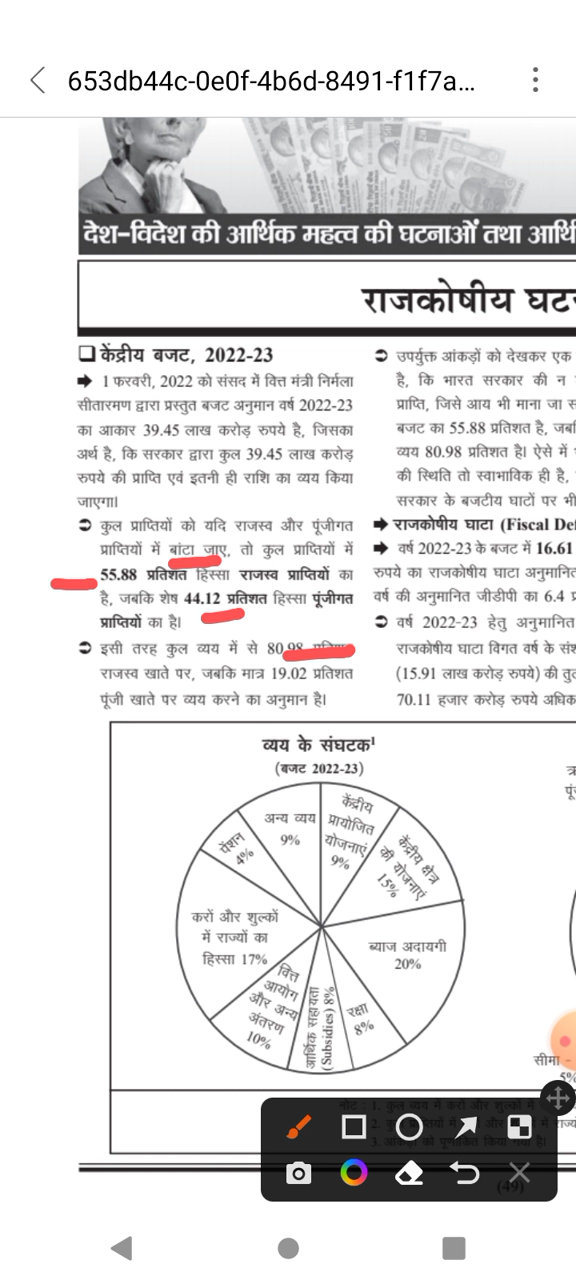 653db44c-0e0f-4b6d-8491-f1f7a...
देश-विदेश की आर्थिक महत्व की घटनाओं तथा आर्थि
राजकोषीय घट
केंद्रीय बजट, 2022-23
➡ 1 फरवरी, 2022 को संसद में वित्त मंत्री निर्मला
सीतारमण द्वारा प्रस्तुत बजट अनुमान वर्ष 2022-23
का आकार 39.45 लाख करोड़ रुपये है, जिसका
अर्थ है, कि सरकार द्वारा कुल 39.45 लाख करोड़
रुपये की प्राप्ति एवं इतनी ही राशि का व्यय किया
जाएगा।
कुल प्राप्तियों को यदि राजस्व और पूंजीगत
प्राप्तियों में बांटा जाए, तो कुल प्राप्तियों में
55.88 प्रतिशत हिस्सा राजस्व प्राप्तियों का
है, जबकि शेष 44.12 प्रतिशत हिस्सा पूंजीगत
प्राप्तियों का है।
इसी तरह कुल व्यय में से 80.98 प्रतिशत
राजस्व खाते पर, जबकि मात्र 19.02 प्रतिशत
पूंजी खाते पर व्यय करने का अनुमान है।
उपर्युक्त आंकड़ों को देखकर एक
है, कि भारत सरकार की न
प्राप्ति, जिसे आय भी माना जा स
बजट का 55.88 प्रतिशत है, जबि
व्यय 80.98 प्रतिशत है। ऐसे में
की स्थिति तो स्वाभाविक ही है,
सरकार के बजटीय घाटों पर भी
➡ राजकोषीय घाटा (Fiscal De
➡ वर्ष 2022-23 के बजट में 16.61
रुपये का राजकोषीय घाटा अनुमानित
वर्ष की अनुमानित जीडीपी का 6.4 प्र
वर्ष 2022-23 हेतु अनुमानित
राजकोषीय घाटा विगत वर्ष के सं
(15.91 लाख करोड़ रुपये) की तु
70.11 हजार करोड़ रुपये अधिक
व्यय के संघटक¹
(बजट 2022-23)
अन्य व्यय
9%
केंद्रीय
प्रायोजित
योजनाएं
9%
केंद्रीय क्षेत्र
की योजनाएं
15%
ब्याज अदायगी
20%
रक्षा
8%
आर्थिक सहायता
(Subsidies) 8%
वित्त
आयोग
और अन्य
अंतरण
10%
करों और शुल्कों
में राज्यों का
हिस्सा 17%
पेंशन
4%
सीमा -
5%
(49)